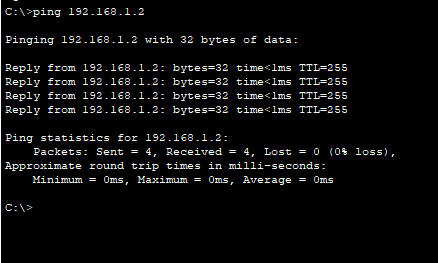 C:\>ping 192.168.1.2
Pinging 192.168.1.2 with 32 bytes of data:
Reply from 192.168.1.2: bytes=32 time<1ms TTL=255
Reply from 192.168.1.2: bytes=32 time<1ms TTL=255
Reply from 192.168.1.2: bytes=32 time<1ms TTL=255
Reply from 192.168.1.2: bytes=32 time<1ms TTL=255
Ping statistics for 192.168.1.2:
Packets: Sent = 4, Received = 4, Lost = 0 (0% loss),
Approximate round trip times in milli-seconds:
Minimum = 0ms, Maximum = 0ms, Average = 0ms
C:\>